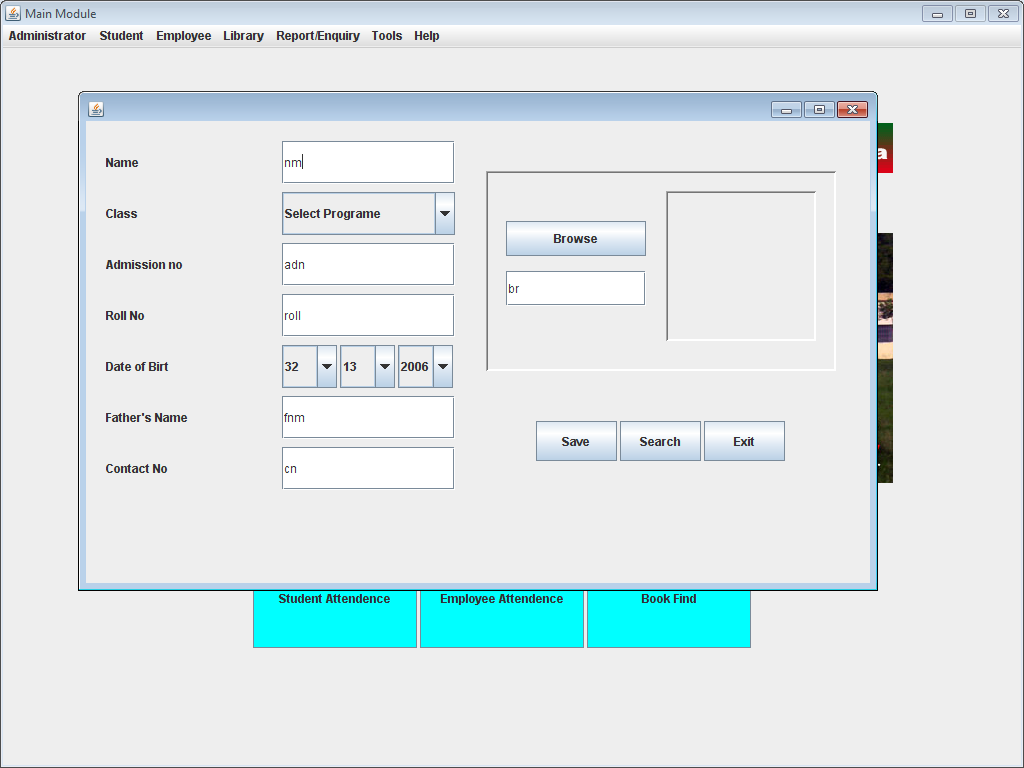 Main Module
Administrator Student Employee Library Report/Enquiry Tools Help
a
Name nm
Class Select Programe
Admission no adn
Roll No roll
Date of Birt 32 13 2006
Father's Name fnm
Contact No cn
Browse
br
Save Search Exit
Student Attendence Employee Attendence Book Find